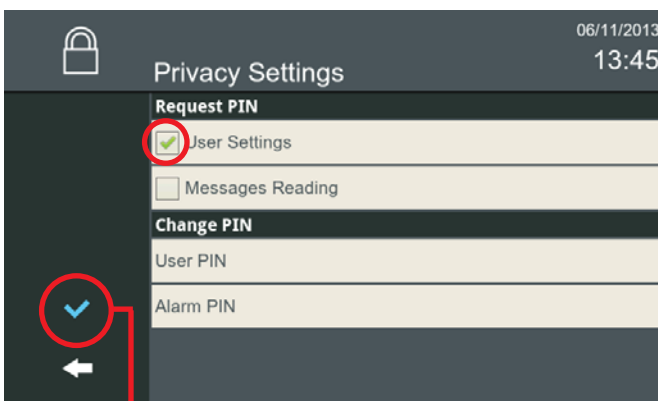 06/11/2013
13:45
Privacy Settings
Request PIN
User Settings
Messages Reading
Change PIN
User PIN
Alarm PIN